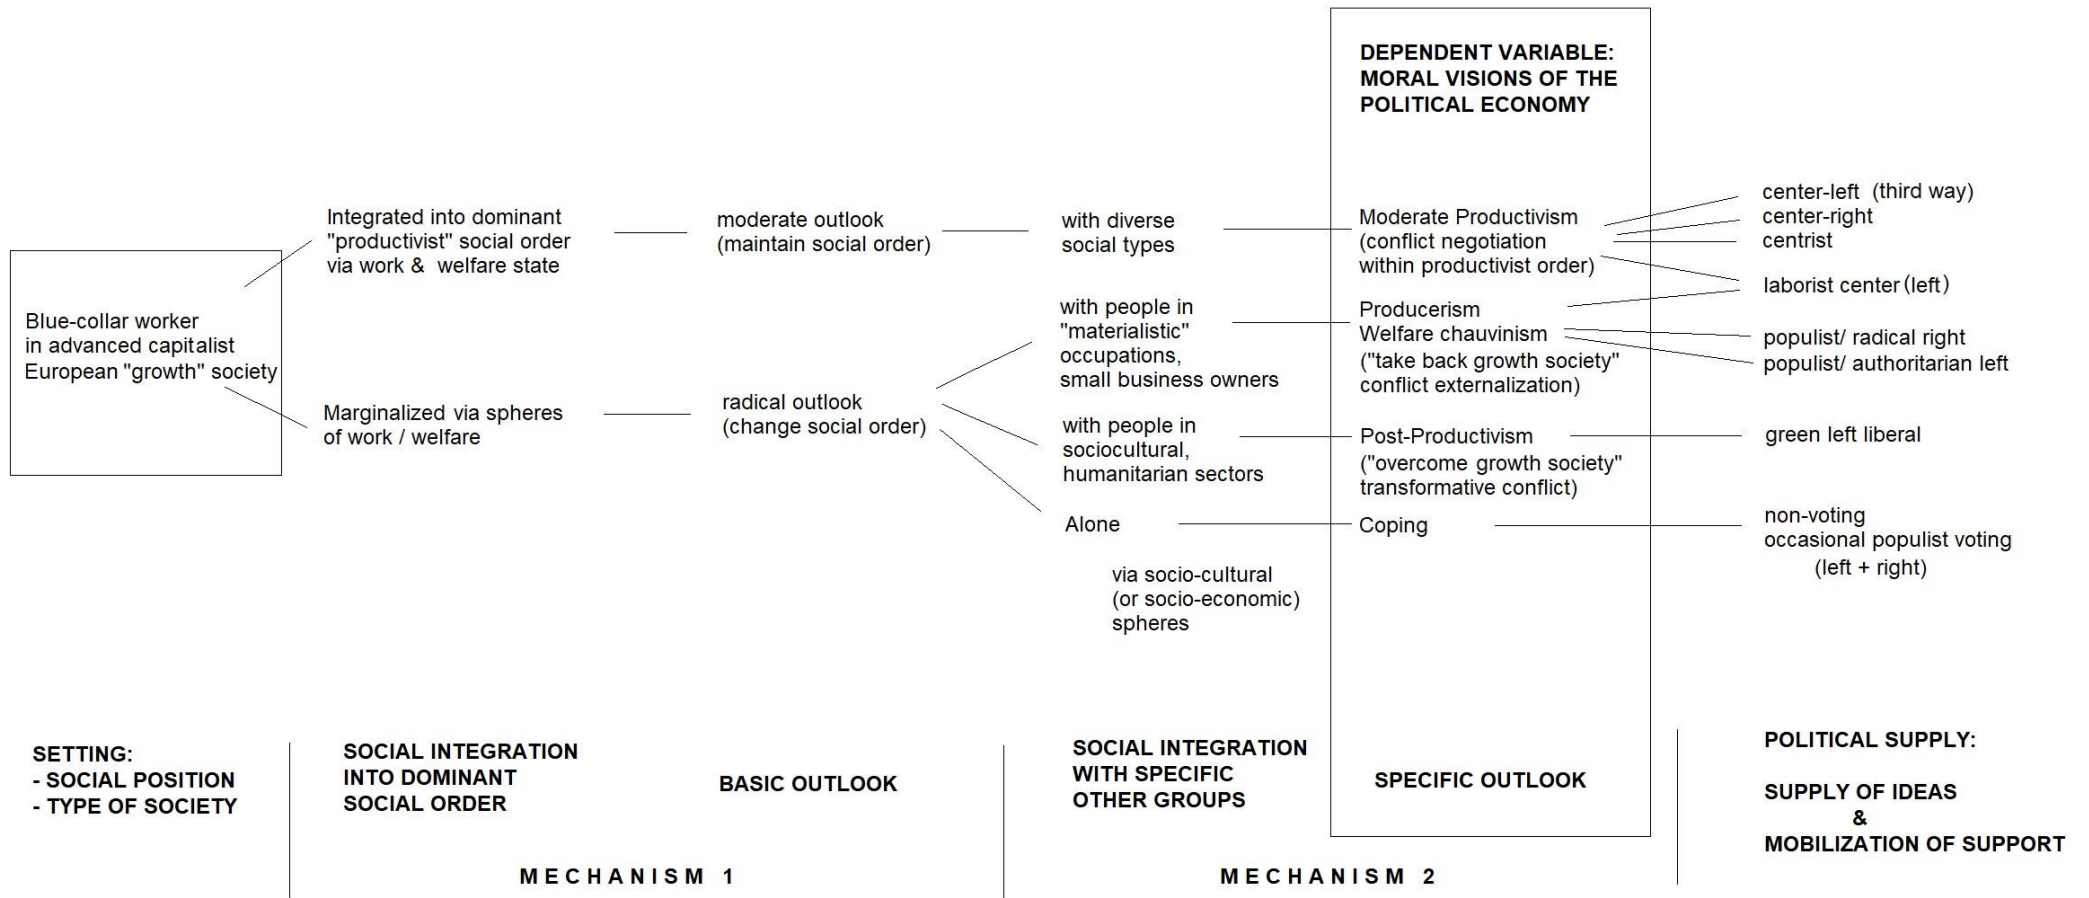 DEPENDENT VARIABLE:
MORAL VISIONS OF THE
POLITICAL ECONOMY
Blue-collar worker
in advanced capitalist
European "growth" society
Integrated into dominant
"productivist" social order
via work & welfare state
Marginalized via spheres
of work / welfare
moderate outlook
(maintain social order)
radical outlook
(change social order)
with diverse
social types
with people in
"materialistic"
occupations,
small business owners
with people in
sociocultural,
humanitarian sectors
Alone
via socio-cultural
(or socio-economic)
spheres
Moderate Productivism
(conflict negotiation
within productivist order)
Producerism
Welfare chauvinism
("take back growth society"
conflict externalization)
Post-Productivism
("overcome growth society"
transformative conflict)
Coping
center-left (third way)
center-right
centrist
laborist center (left)
populist/ radical right
populist/ authoritarian left
green left liberal
non-voting
occasional populist voting
(left + right)
SETTING:
- SOCIAL POSITION
- TYPE OF SOCIETY
SOCIAL INTEGRATION
INTO DOMINANT
SOCIAL ORDER
BASIC OUTLOOK
SOCIAL INTEGRATION
WITH SPECIFIC
OTHER GROUPS
SPECIFIC OUTLOOK
POLITICAL SUPPLY:
SUPPLY OF IDEAS
&
MOBILIZATION OF SUPPORT
MECHANISM 1
MECHANISM 2